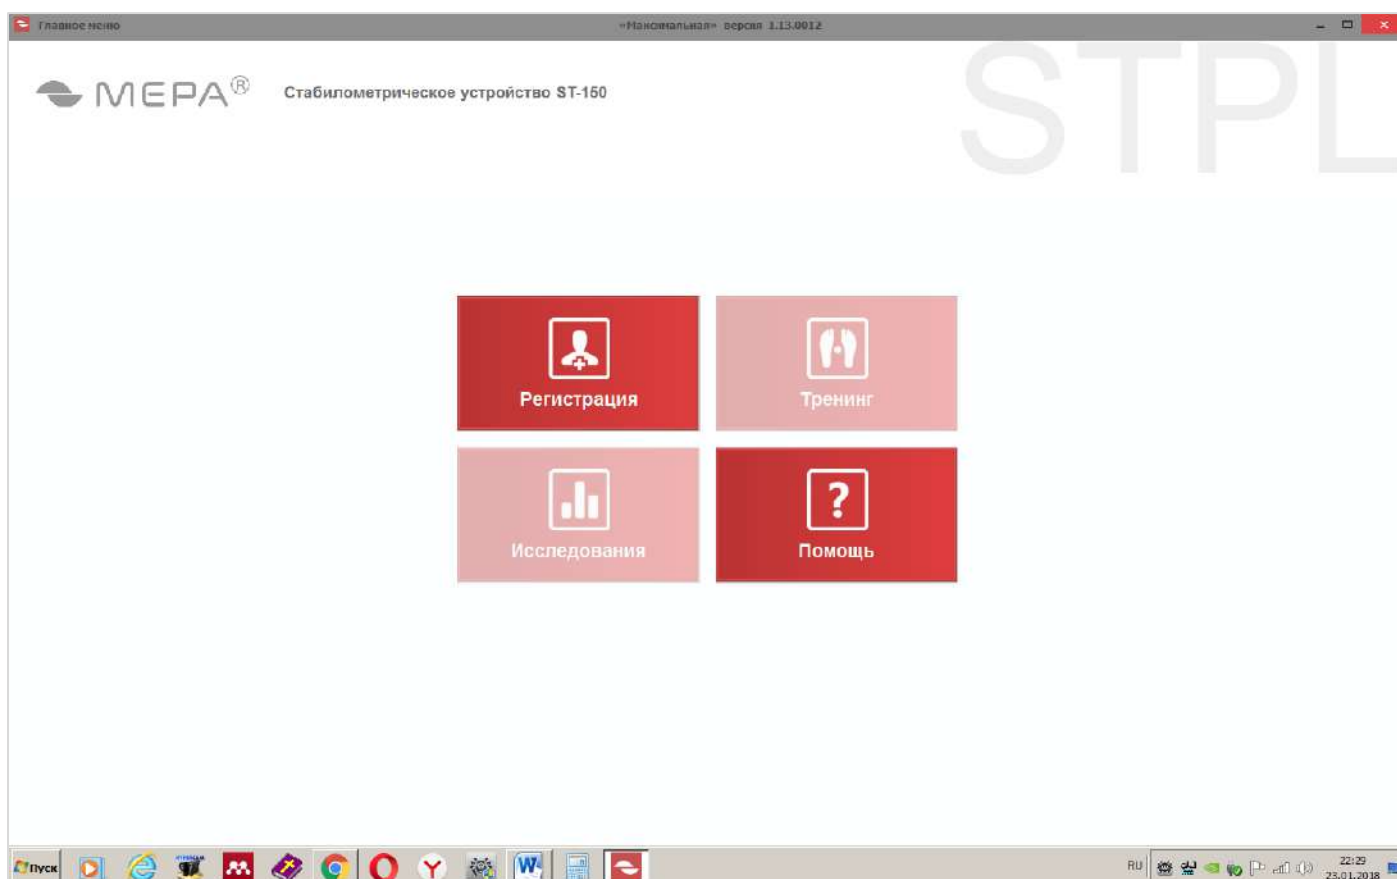 Главное меню
«Максимальная» версия 1.13.0012
МЕРА®
Стабилометрическое устройство ST-150
STPL
Регистрация
Тренинг
Исследования
?
Помощь
Пуск
W
RU
22:29
23.01.2018